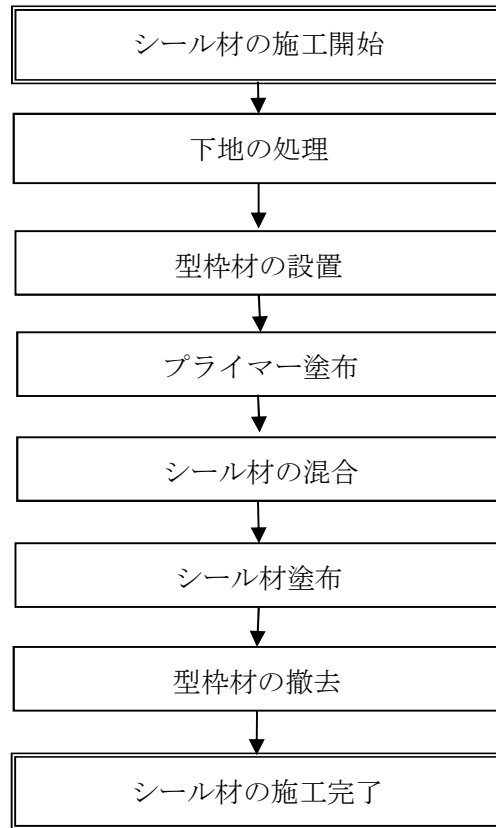 シール材の施工開始
下地の処理
型枠材の設置
プライマー塗布
シール材の混合
シール材塗布
型枠材の撤去
シール材の施工完了